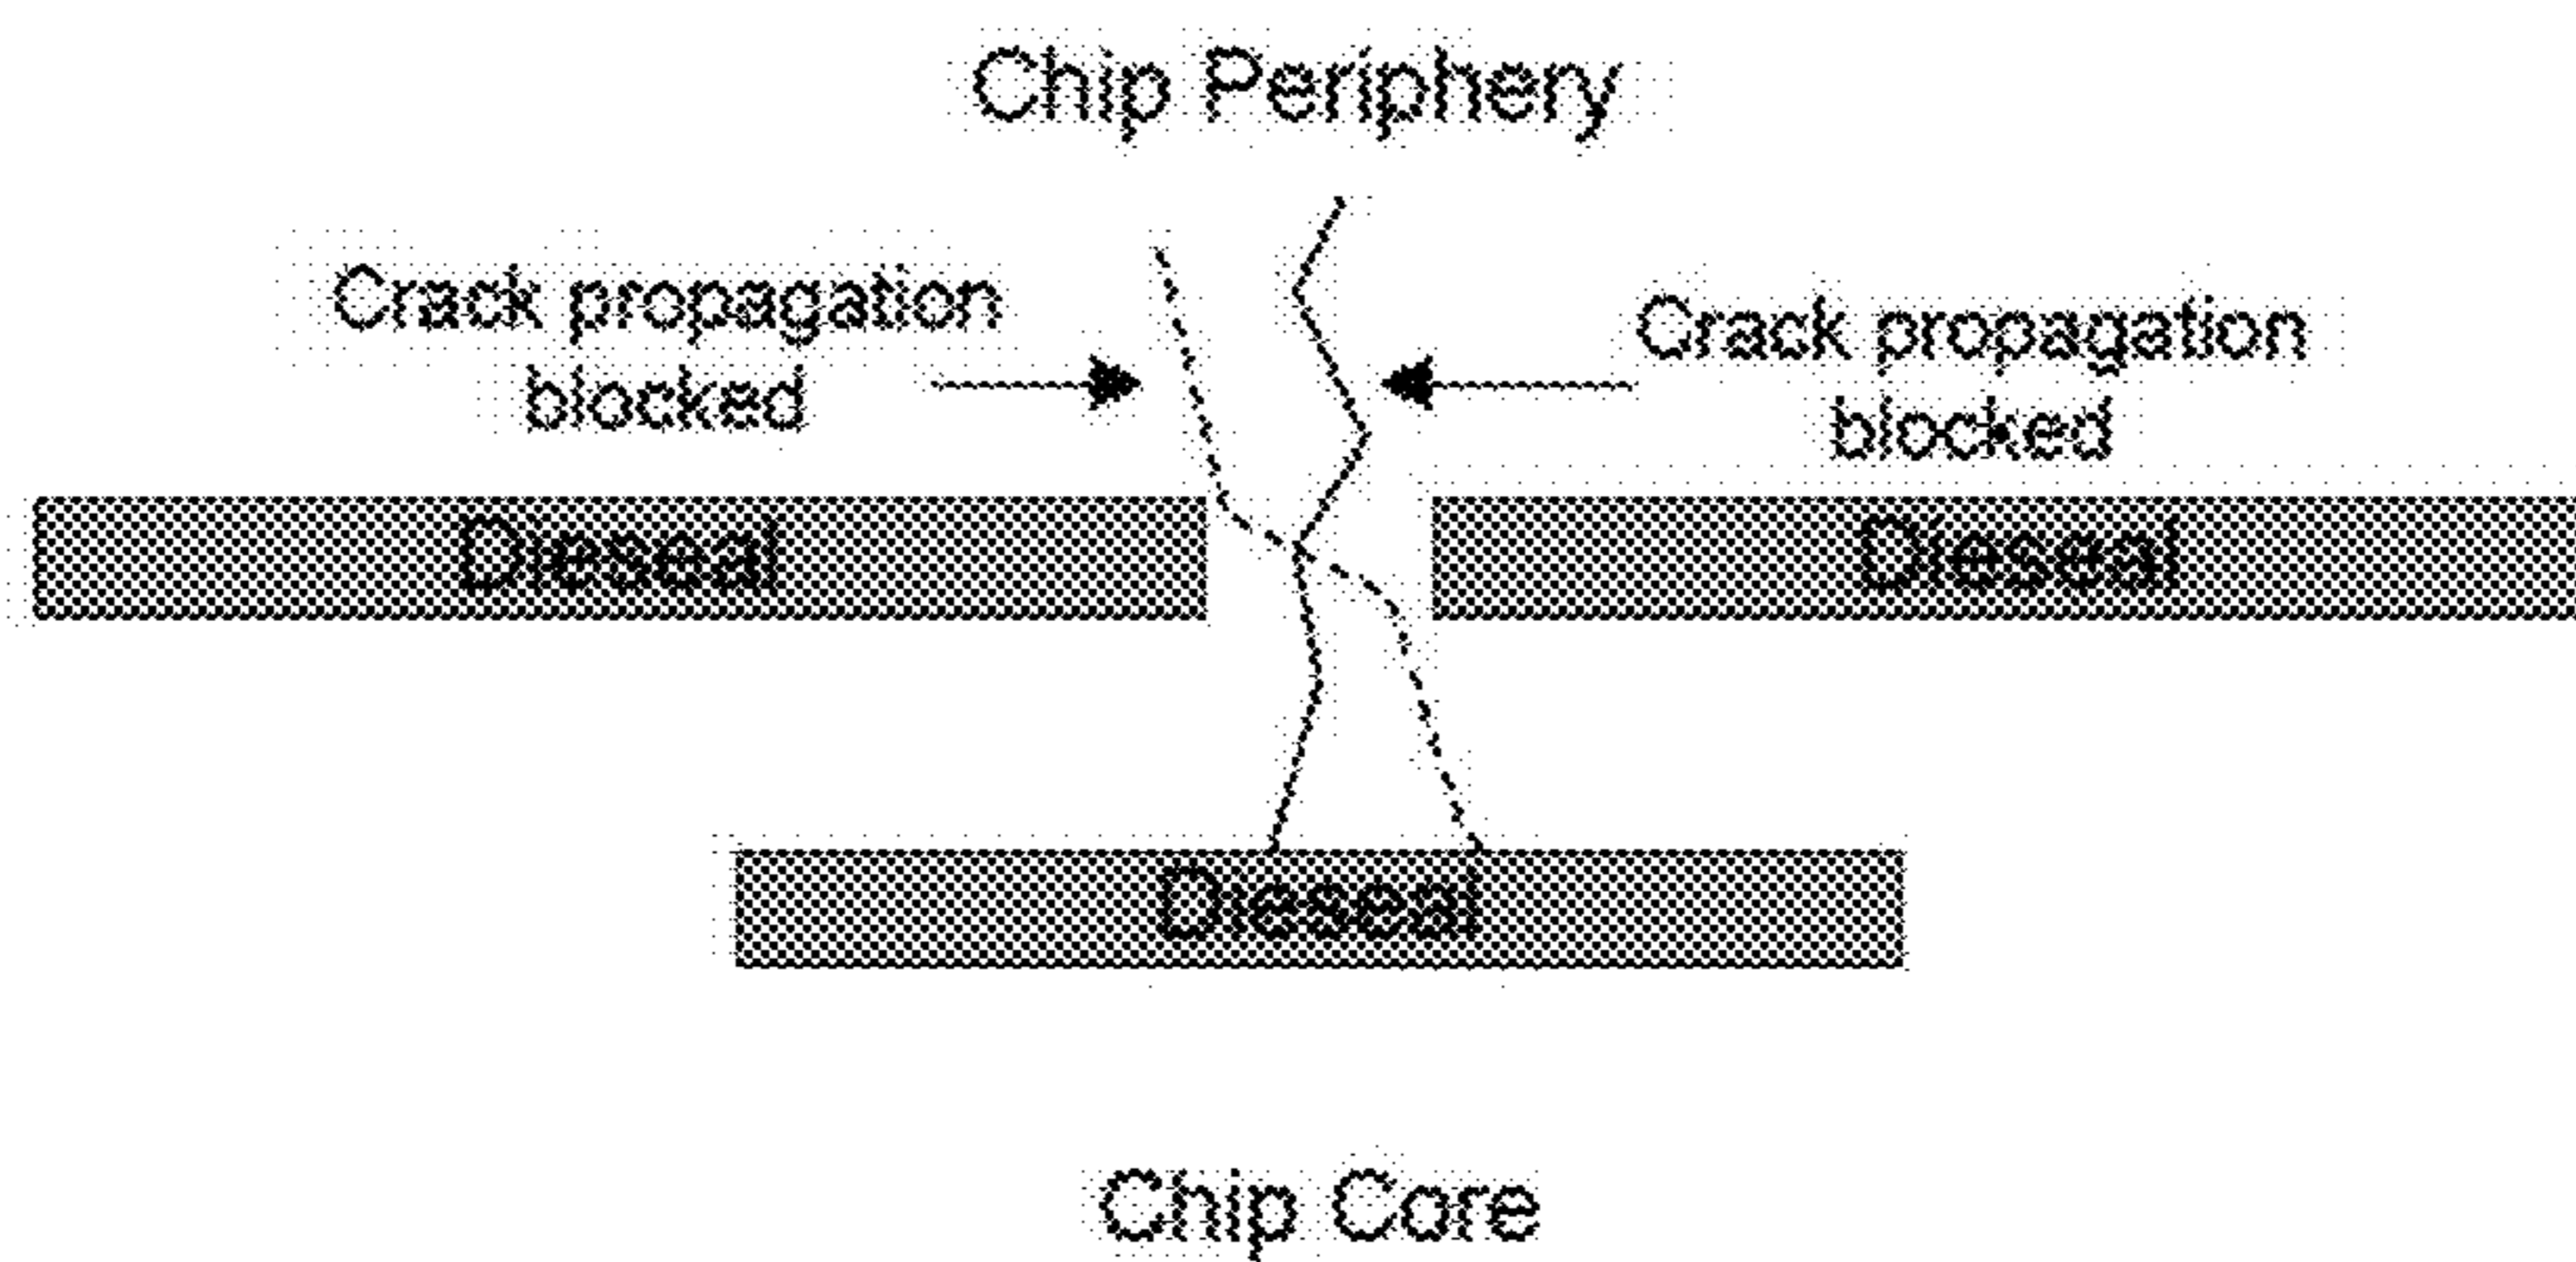 Chip Periphery
Crack propagation
blocked
Crack propagation
blocked
Dieseal
Dieseal
Dieseal
Chip Core